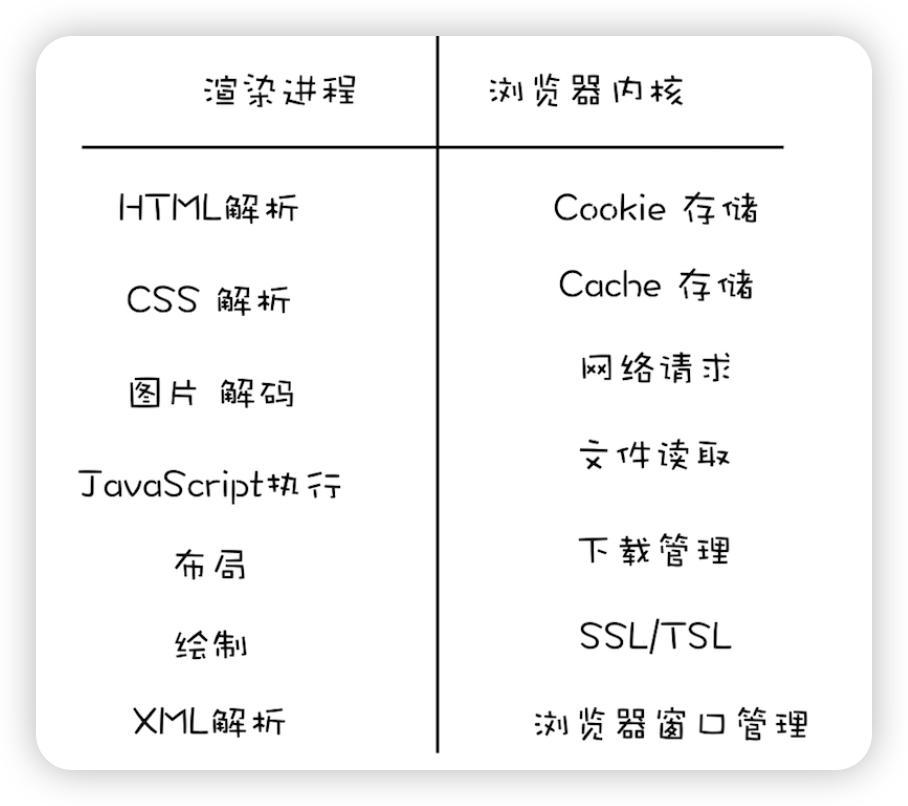 渲染进程
浏览器内核
HTML解析
Cookie 存储
CSS 解析
Cache 存储
图片 解码
网络请求
JavaScript执行
文件读取
布局
下载管理
绘制
SSL/TSL
XML解析
浏览器窗口管理